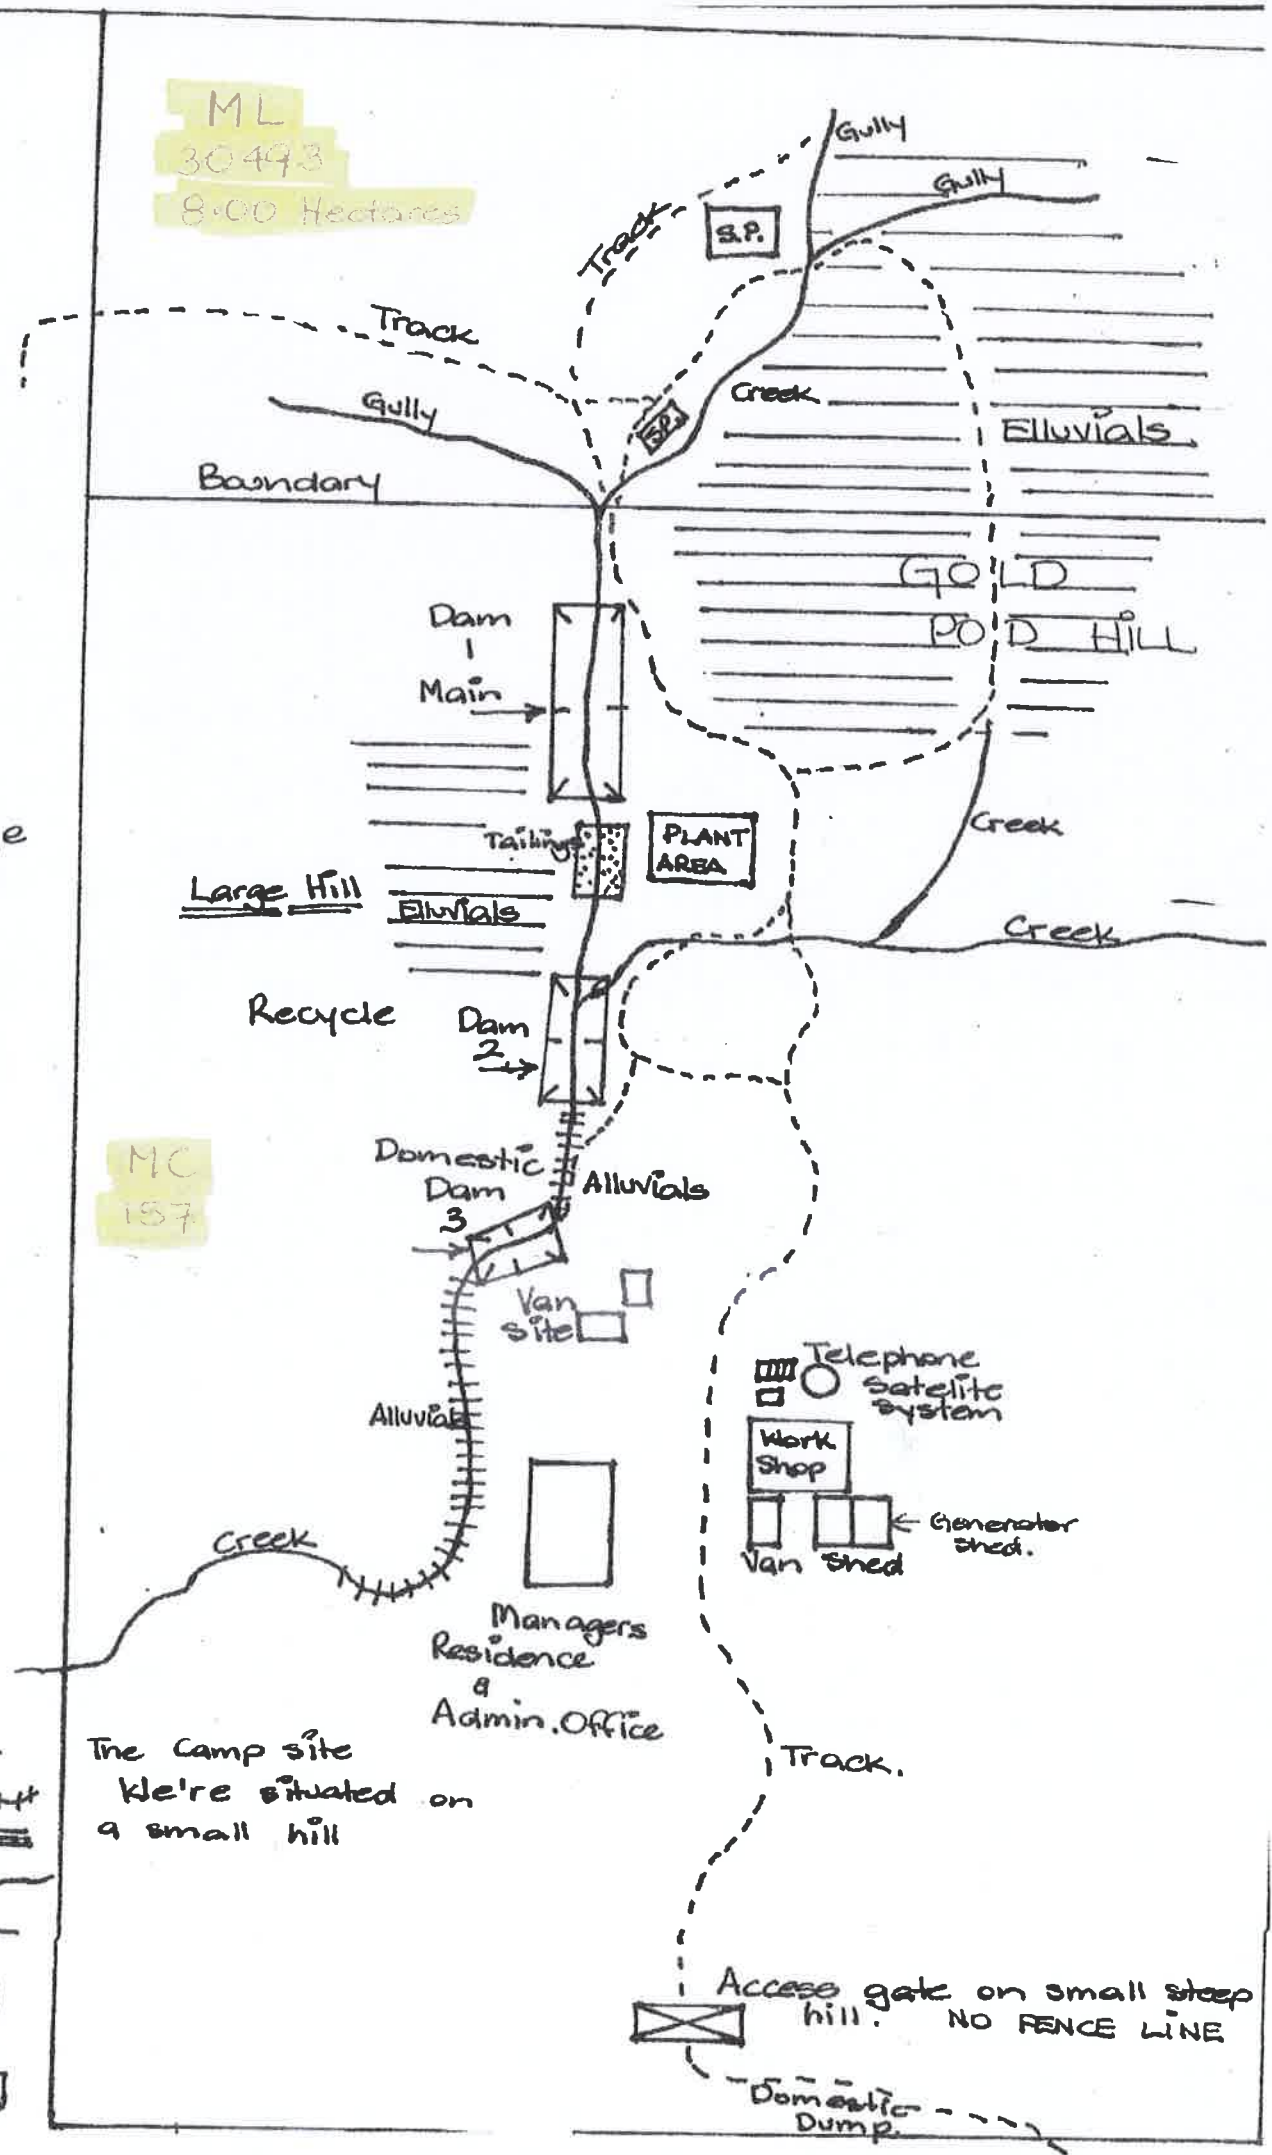 ML
30493
8.00 Hectares
Gully
Gully
Track
S.P.
Track
Gully
Creek
S.P.
Elluvials
Boundary
GOLD
POD HILL
Dam
1
Main
e
Tailings
PLANT
AREA
Creek
Large Hill
Elluvials
Creek
Recycle
Dam
2
MC
157
Domestic
Dam
3
Alluvials
Van
Site
Telephone
Satelite
System
Alluvials
Work
Shop
Generator
Shed.
Van Shed
Creek
Managers
Residence
&
Admin. Office
The Camp site
We're situated on
a small hill
Track.
Access gate on small steep
hill. NO FENCE LINE
Domestic
Dump.